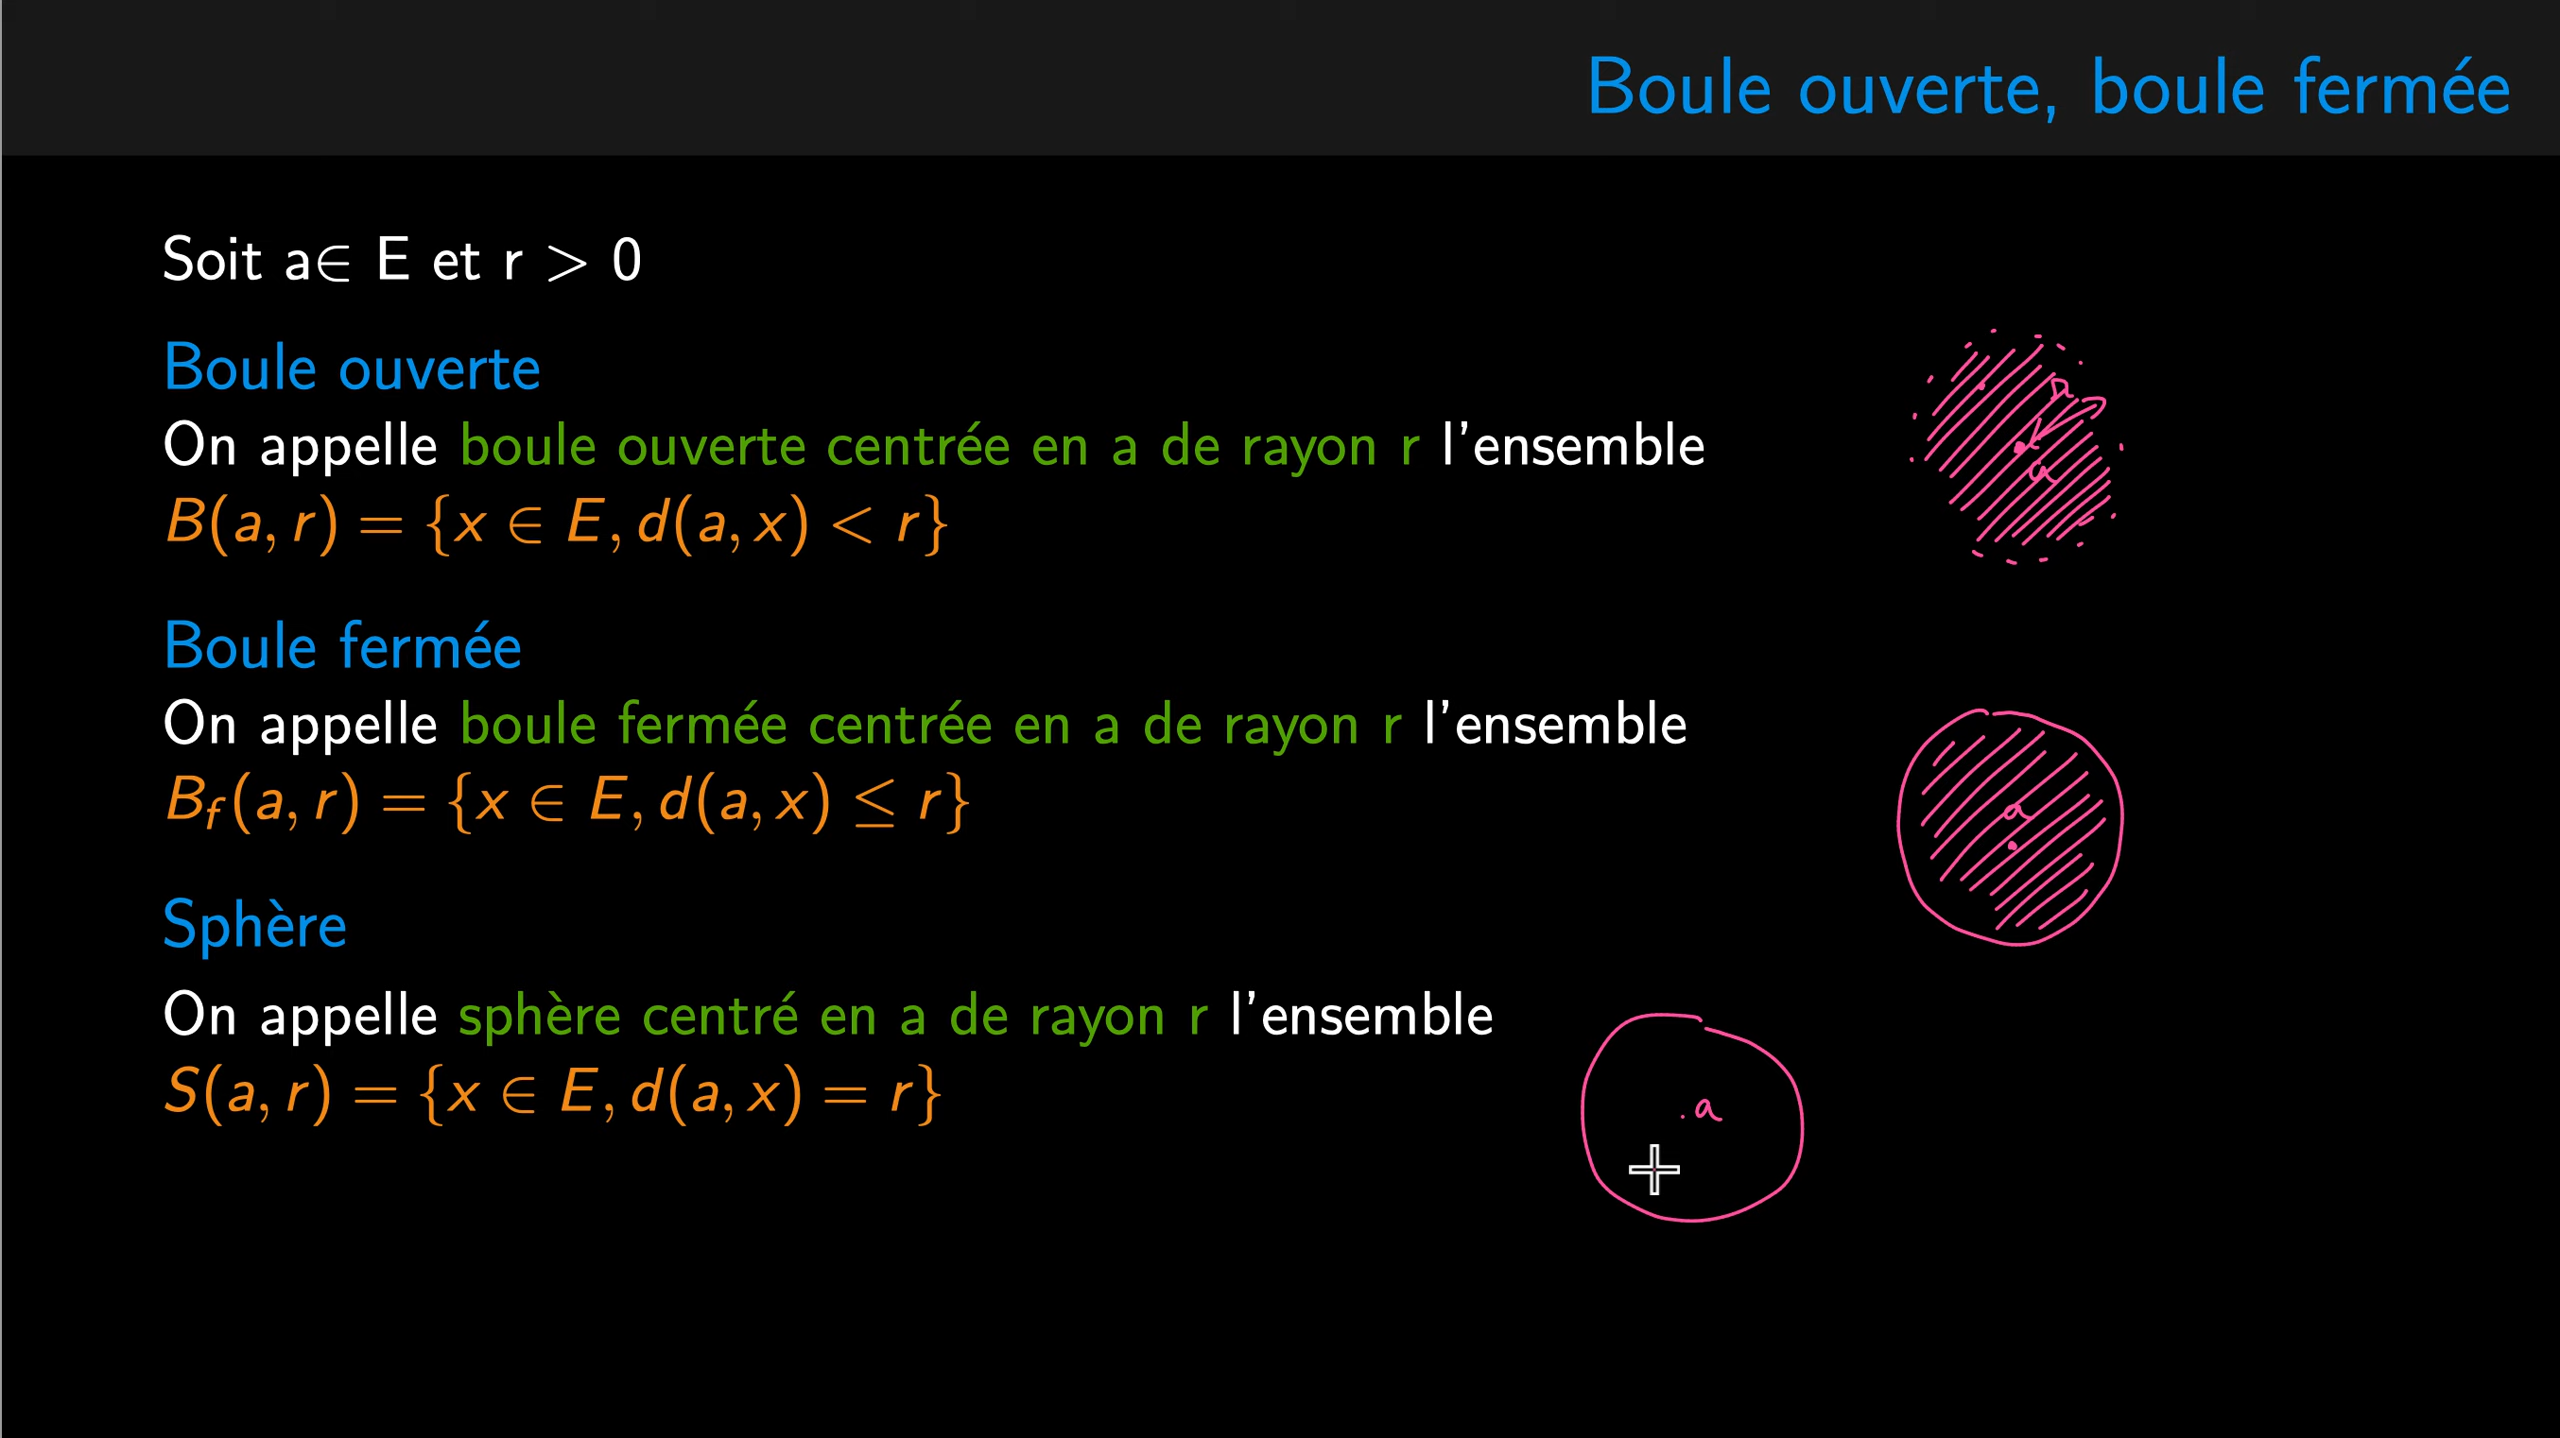 Boule ouverte, boule fermée
Soit a∈ E et r > 0
Boule ouverte
On appelle boule ouverte centrée en a de rayon r l'ensemble
B(a, r) = {x ∈ E, d(a, x) < r}
a
Boule fermée
On appelle boule fermée centrée en a de rayon r l'ensemble
B_f(a, r) = {x ∈ E, d(a, x) ≤ r}
a
Sphère
On appelle sphère centré en a de rayon r l'ensemble
S(a, r) = {x ∈ E, d(a, x) = r}
.a